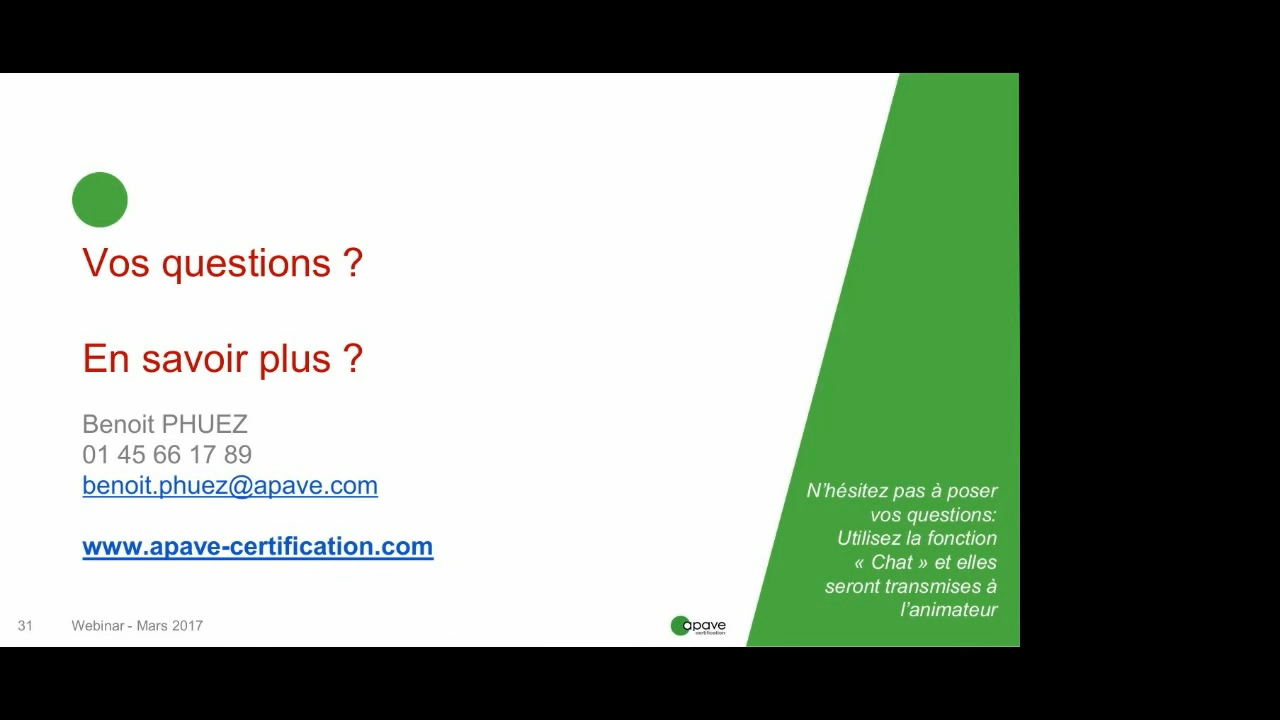 Vos questions ?
En savoir plus ?
Benoit PHUEZ
01 45 66 17 89
benoit.phuez@apave.com
www.apave-certification.com
N’hésitez pas à poser
vos questions:
Utilisez la fonction
« Chat » et elles
seront transmises à
l’animateur
31
Webinar - Mars 2017
apave
certification